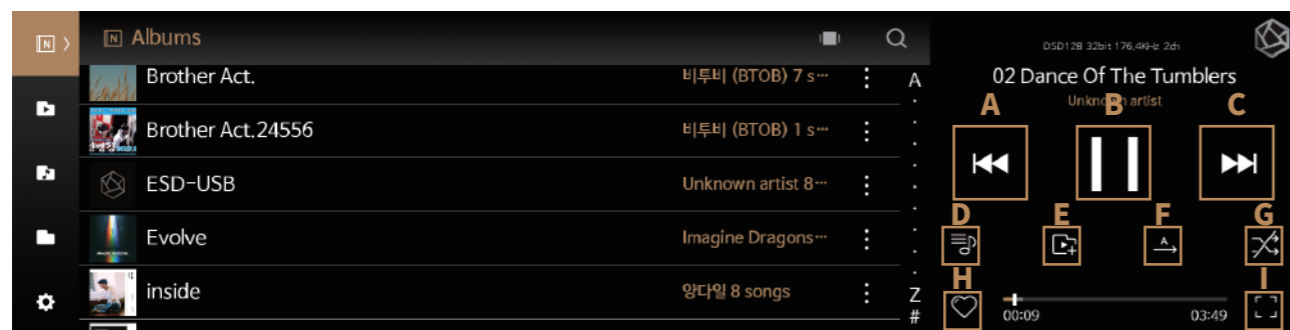 N
N Albums
Brother Act.
비투비 (BTOB) 7 s…
Brother Act.24556
비투비 (BTOB) 1 s…
ESD-USB
Unknown artist 8…
Evolve
Imagine Dragons…
inside
양다일 8 songs
A
Z
#
DSD128 32bit 176,4KHz 2ch
02 Dance Of The Tumblers
Unknown artist
A
B
C
D
E
F
G
A
H
I
00:09
03:49